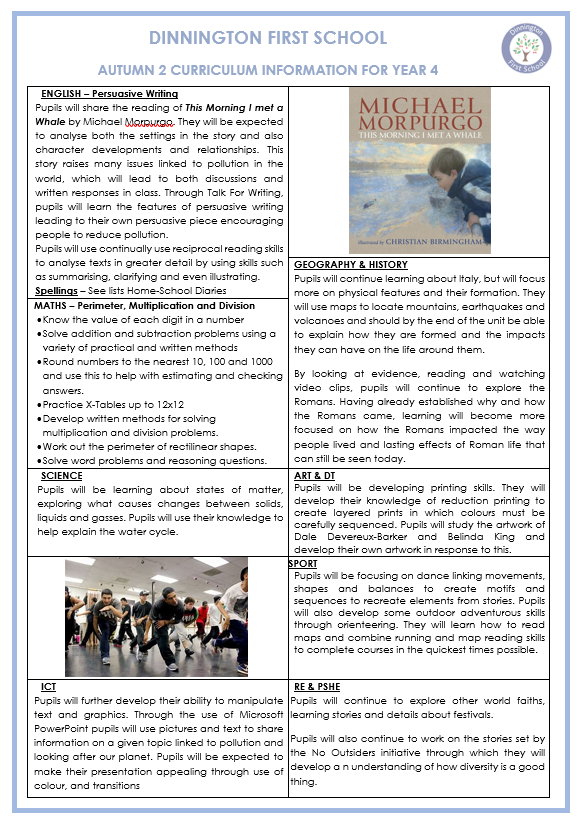 DINNINGTON FIRST SCHOOL
Dinnington
First School
AUTUMN 2 CURRICULUM INFORMATION FOR YEAR 4
ENGLISH – Persuasive Writing
Pupils will share the reading of This Morning I met a
Whale by Michael Morpurgo. They will be expected
to analyse both the settings in the story and also
character developments and relationships. This
story raises many issues linked to pollution in the
world, which will lead to both discussions and
written responses in class. Through Talk For Writing,
pupils will learn the features of persuasive writing
leading to their own persuasive piece encouraging
people to reduce pollution.
Pupils will use continually use reciprocal reading skills
to analyse texts in greater detail by using skills such
as summarising, clarifying and even illustrating.
Spellings – See lists Home-School Diaries
MICHAEL
MORPURGO
THIS MORNING I MET A WHALE
illustrated by CHRISTIAN BIRMINGHAM
MATHS – Perimeter, Multiplication and Division
•Know the value of each digit in a number
•Solve addition and subtraction problems using a
variety of practical and written methods
•Round numbers to the nearest 10, 100 and 1000
and use this to help with estimating and checking
answers.
•Practice X-Tables up to 12x12
•Develop written methods for solving
multiplication and division problems.
•Work out the perimeter of rectilinear shapes.
•Solve word problems and reasoning questions.
GEOGRAPHY & HISTORY
Pupils will continue learning about Italy, but will focus
more on physical features and their formation. They
will use maps to locate mountains, earthquakes and
volcanoes and should by the end of the unit be able
to explain how they are formed and the impacts
they can have on the life around them.
By looking at evidence, reading and watching
video clips, pupils will continue to explore the
Romans. Having already established why and how
the Romans came, learning will become more
focused on how the Romans impacted the way
people lived and lasting effects of Roman life that
can still be seen today.
SCIENCE
Pupils will be learning about states of matter,
exploring what causes changes between solids,
liquids and gasses. Pupils will use their knowledge to
help explain the water cycle.
ART & DT
Pupils will be developing printing skills. They will
develop their knowledge of reduction printing to
create layered prints in which colours must be
carefully sequenced. Pupils will study the artwork of
Dale Devereux-Barker and Belinda King and
develop their own artwork in response to this.
SPORT
Pupils will be focusing on dance linking movements,
shapes and balances to create motifs and
sequences to recreate elements from stories. Pupils
will also develop some outdoor adventurous skills
through orienteering. They will learn how to read
maps and combine running and map reading skills
to complete courses in the quickest times possible.
ICT
Pupils will further develop their ability to manipulate
text and graphics. Through the use of Microsoft
PowerPoint pupils will use pictures and text to share
information on a given topic linked to pollution and
looking after our planet. Pupils will be expected to
make their presentation appealing through use of
colour, and transitions
RE & PSHE
Pupils will continue to explore other world faiths,
learning stories and details about festivals.
Pupils will also continue to work on the stories set by
the No Outsiders initiative through which they will
develop a n understanding of how diversity is a good
thing.